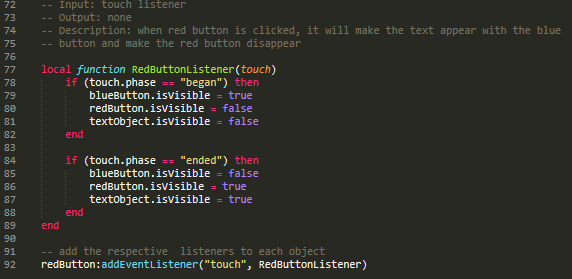 72 -- Input: touch listener
73 -- Output: none
74 -- Description: when red button is clicked, it will make the text appear with the blue
75 -- button and make the red button disappear
76
77 local function RedButtonListener(touch)
78 if (touch.phase == "began") then
79 blueButton.isVisible = true
80 redButton.isVisible = false
81 textObject.isVisible = false
82 end
83
84 if (touch.phase == "ended") then
85 blueButton.isVisible = false
86 redButton.isVisible = true
87 textObject.isVisible = true
88 end
89 end
90
91 -- add the respective  listeners to each object
92 redButton:addEventListener("touch", RedButtonListener)